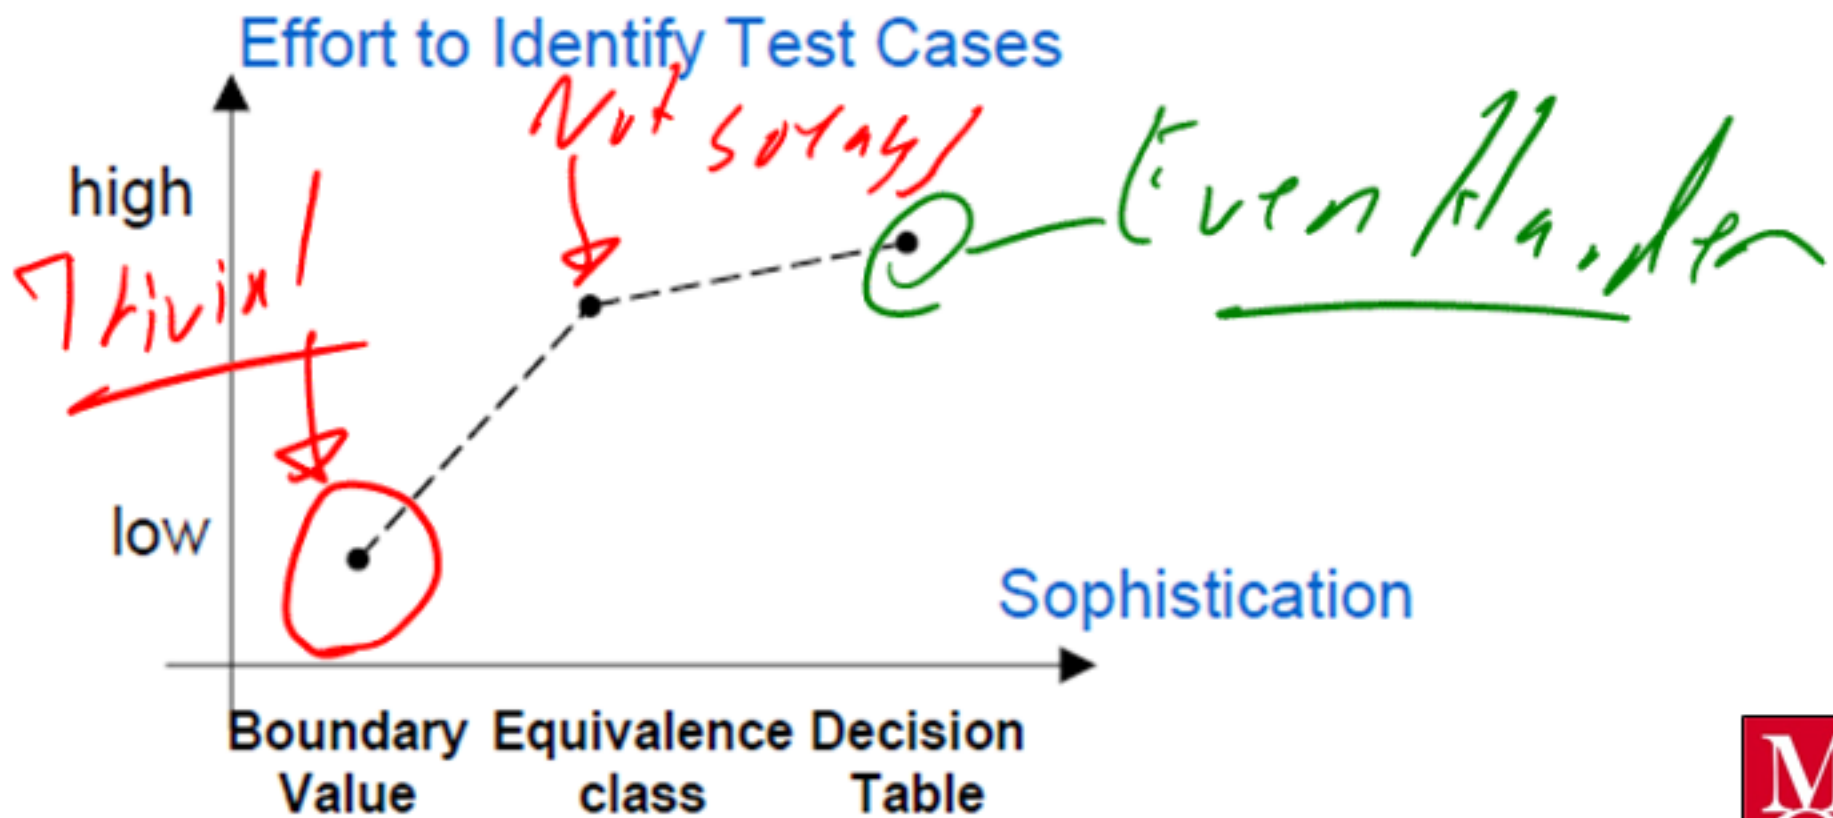 Effort to Identify Test Cases
Not so easy
high
Trivial
Even Harder
low
Sophistication
Boundary Equivalence Decision
Value class Table
M